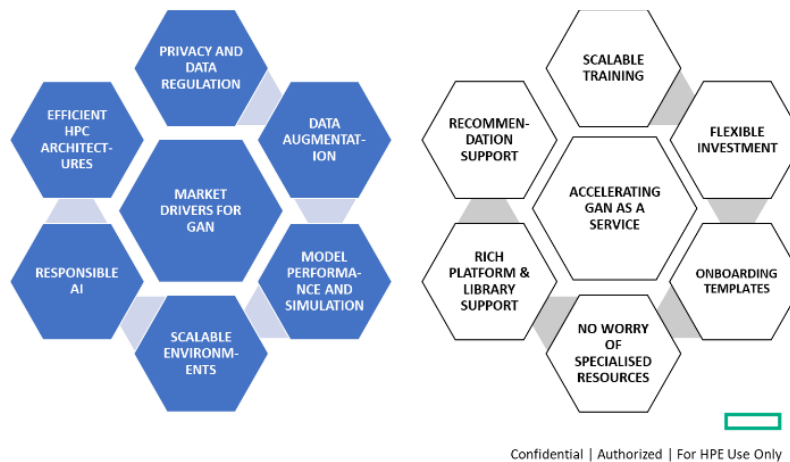 PRIVACY AND
DATA
REGULATION
DATA
AUGMENTAT-
ION
MODEL
PERFORMA-
NCE AND
SIMULATION
SCALABLE
ENVIRONM-
ENTS
RESPONSIBLE
AI
EFFICIENT
HPC
ARCHITECT-
URES
MARKET
DRIVERS FOR
GAN
SCALABLE
TRAINING
FLEXIBLE
INVESTMENT
ONBOARDING
TEMPLATES
NO WORRY
OF
SPECIALISED
RESOURCES
RICH
PLATFORM &
LIBRARY
SUPPORT
RECOMMEN-
DATION
SUPPORT
ACCELERATING
GAN AS A
SERVICE
Confidential | Authorized | For HPE Use Only